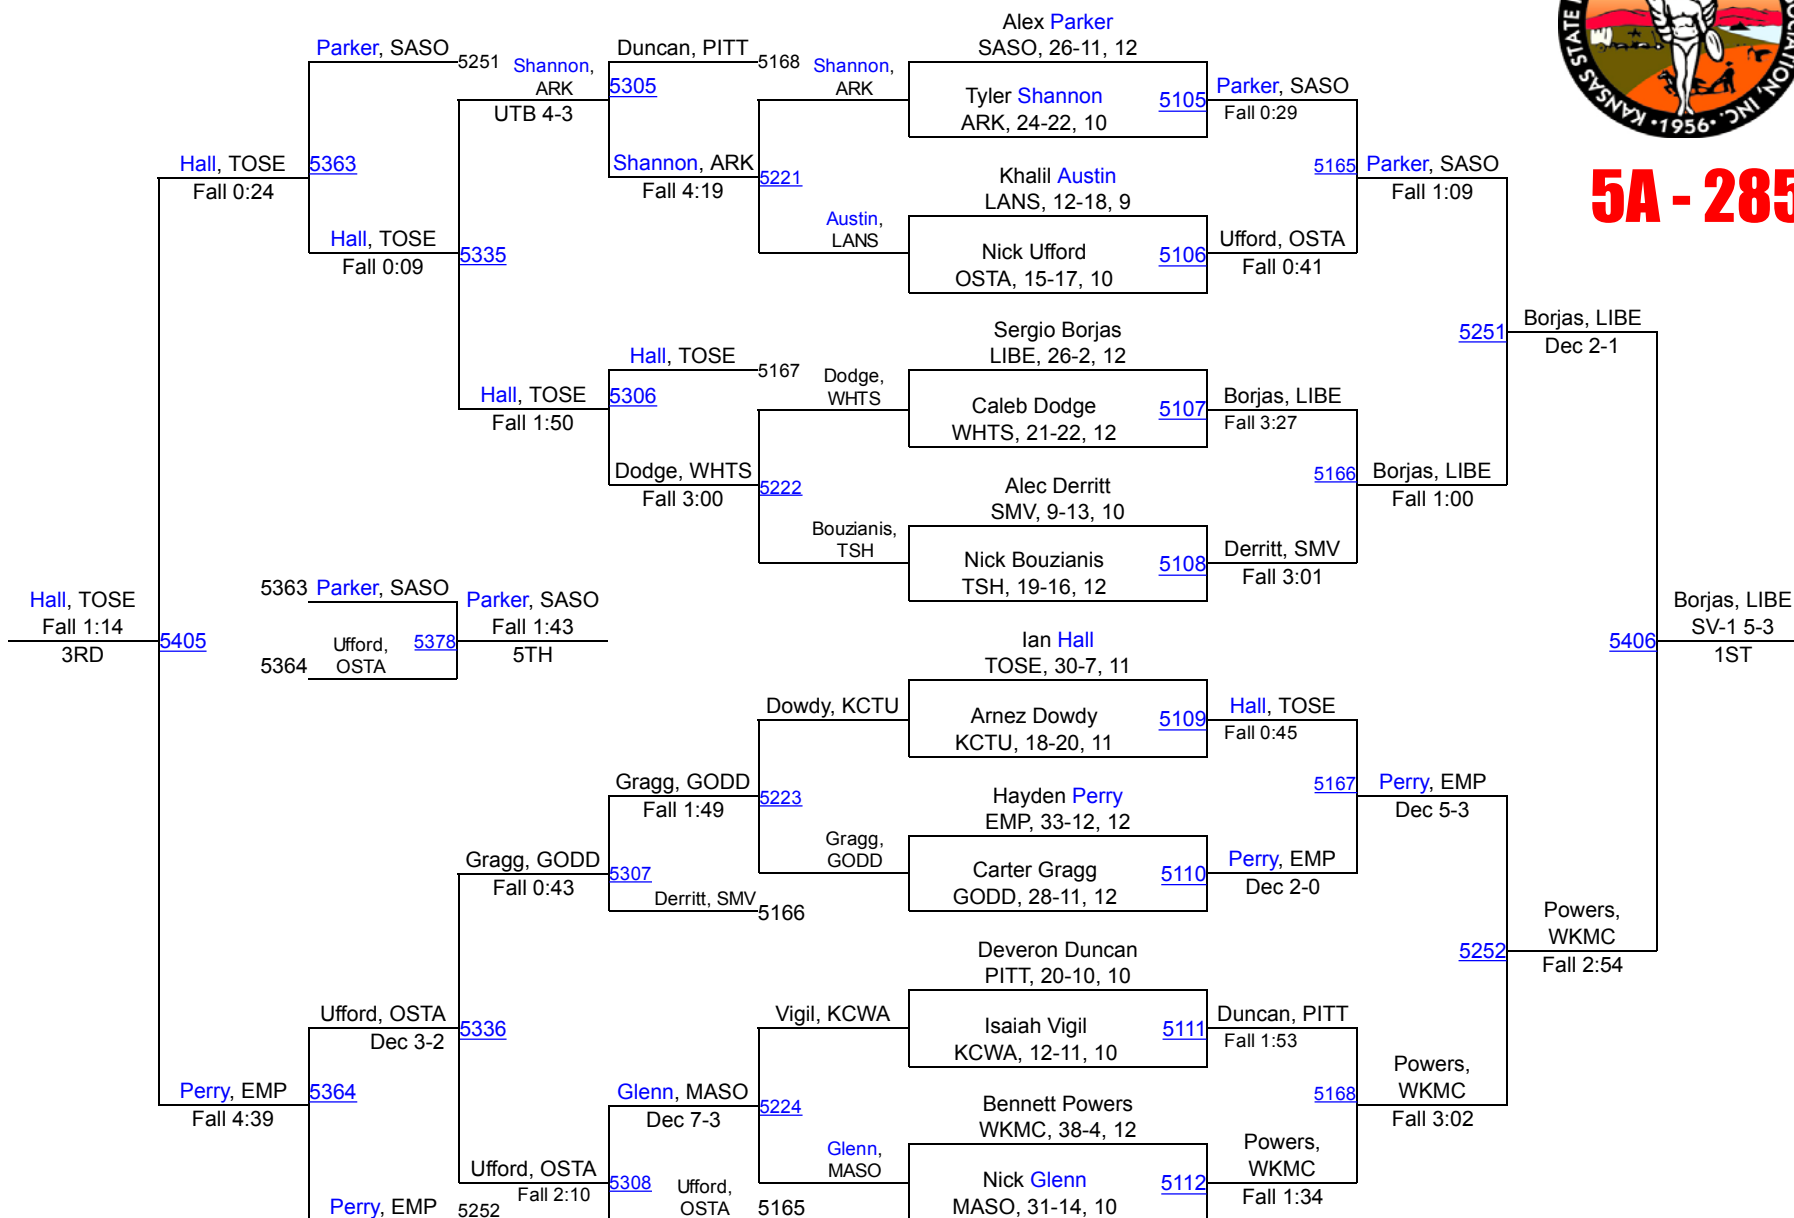 Alex Parker
SASO, 26-11, 12
Tyler Shannon
ARK, 24-22, 10
5105
Khalil Austin
LANS, 12-18, 9
Nick Ufford
OSTA, 15-17, 10
5106
Sergio Borjas
LIBE, 26-2, 12
Caleb Dodge
WHTS, 21-22, 12
5107
Alec Derritt
SMV, 9-13, 10
Nick Bouzianis
TSH, 19-16, 12
5108
Ian Hall
TOSE, 30-7, 11
Arnez Dowdy
KCTU, 18-20, 11
5109
Hayden Perry
EMP, 33-12, 12
Carter Gragg
GODD, 28-11, 12
5110
Deveron Duncan
PITT, 20-10, 10
Isaiah Vigil
KCWA, 12-11, 10
5111
Bennett Powers
WKMC, 38-4, 12
Nick Glenn
MASO, 31-14, 10
5112
Parker, SASO
Fall 0:29
Ufford, OSTA
Fall 0:41
5165
Borjas, LIBE
Fall 3:27
Derritt, SMV
Fall 3:01
5166
Hall, TOSE
Fall 0:45
Perry, EMP
Dec 2-0
5167
Duncan, PITT
Fall 1:53
Powers,
WKMC
Fall 1:34
5168
Parker, SASO
Fall 1:09
Borjas, LIBE
Fall 1:00
5251
Perry, EMP
Dec 5-3
Powers,
WKMC
Fall 3:02
5252
Borjas, LIBE
Dec 2-1
Powers,
WKMC
Fall 2:54
5406
Borjas, LIBE
SV-1 5-3
1ST
KANSAS STATE
OCIATION, INC.
•1956•
5A - 285
Shannon,
ARK
Austin,
LANS
5221
Dodge,
WHTS
Bouzianis,
TSH
5222
Dowdy, KCTU
Gragg,
GODD
5223
Vigil, KCWA
Glenn,
MASO
5224
Duncan, PITT
5168
Shannon, ARK
Fall 4:19
5305
Hall, TOSE
5167
Dodge, WHTS
Fall 3:00
5306
Gragg, GODD
Fall 1:49
Derritt, SMV
5166
5307
Glenn, MASO
Dec 7-3
Ufford,
OSTA
5165
5308
Shannon,
ARK
UTB 4-3
Hall, TOSE
Fall 1:50
5335
Gragg, GODD
Fall 0:43
Ufford, OSTA
Fall 2:10
5336
Parker, SASO
5251
Hall, TOSE
Fall 0:09
5363
Ufford, OSTA
Dec 3-2
Perry, EMP
5252
5364
Hall, TOSE
Fall 0:24
Perry, EMP
Fall 4:39
5405
Hall, TOSE
Fall 1:14
3RD
5363
Parker, SASO
5364
Ufford,
OSTA
5378
Parker, SASO
Fall 1:43
5TH